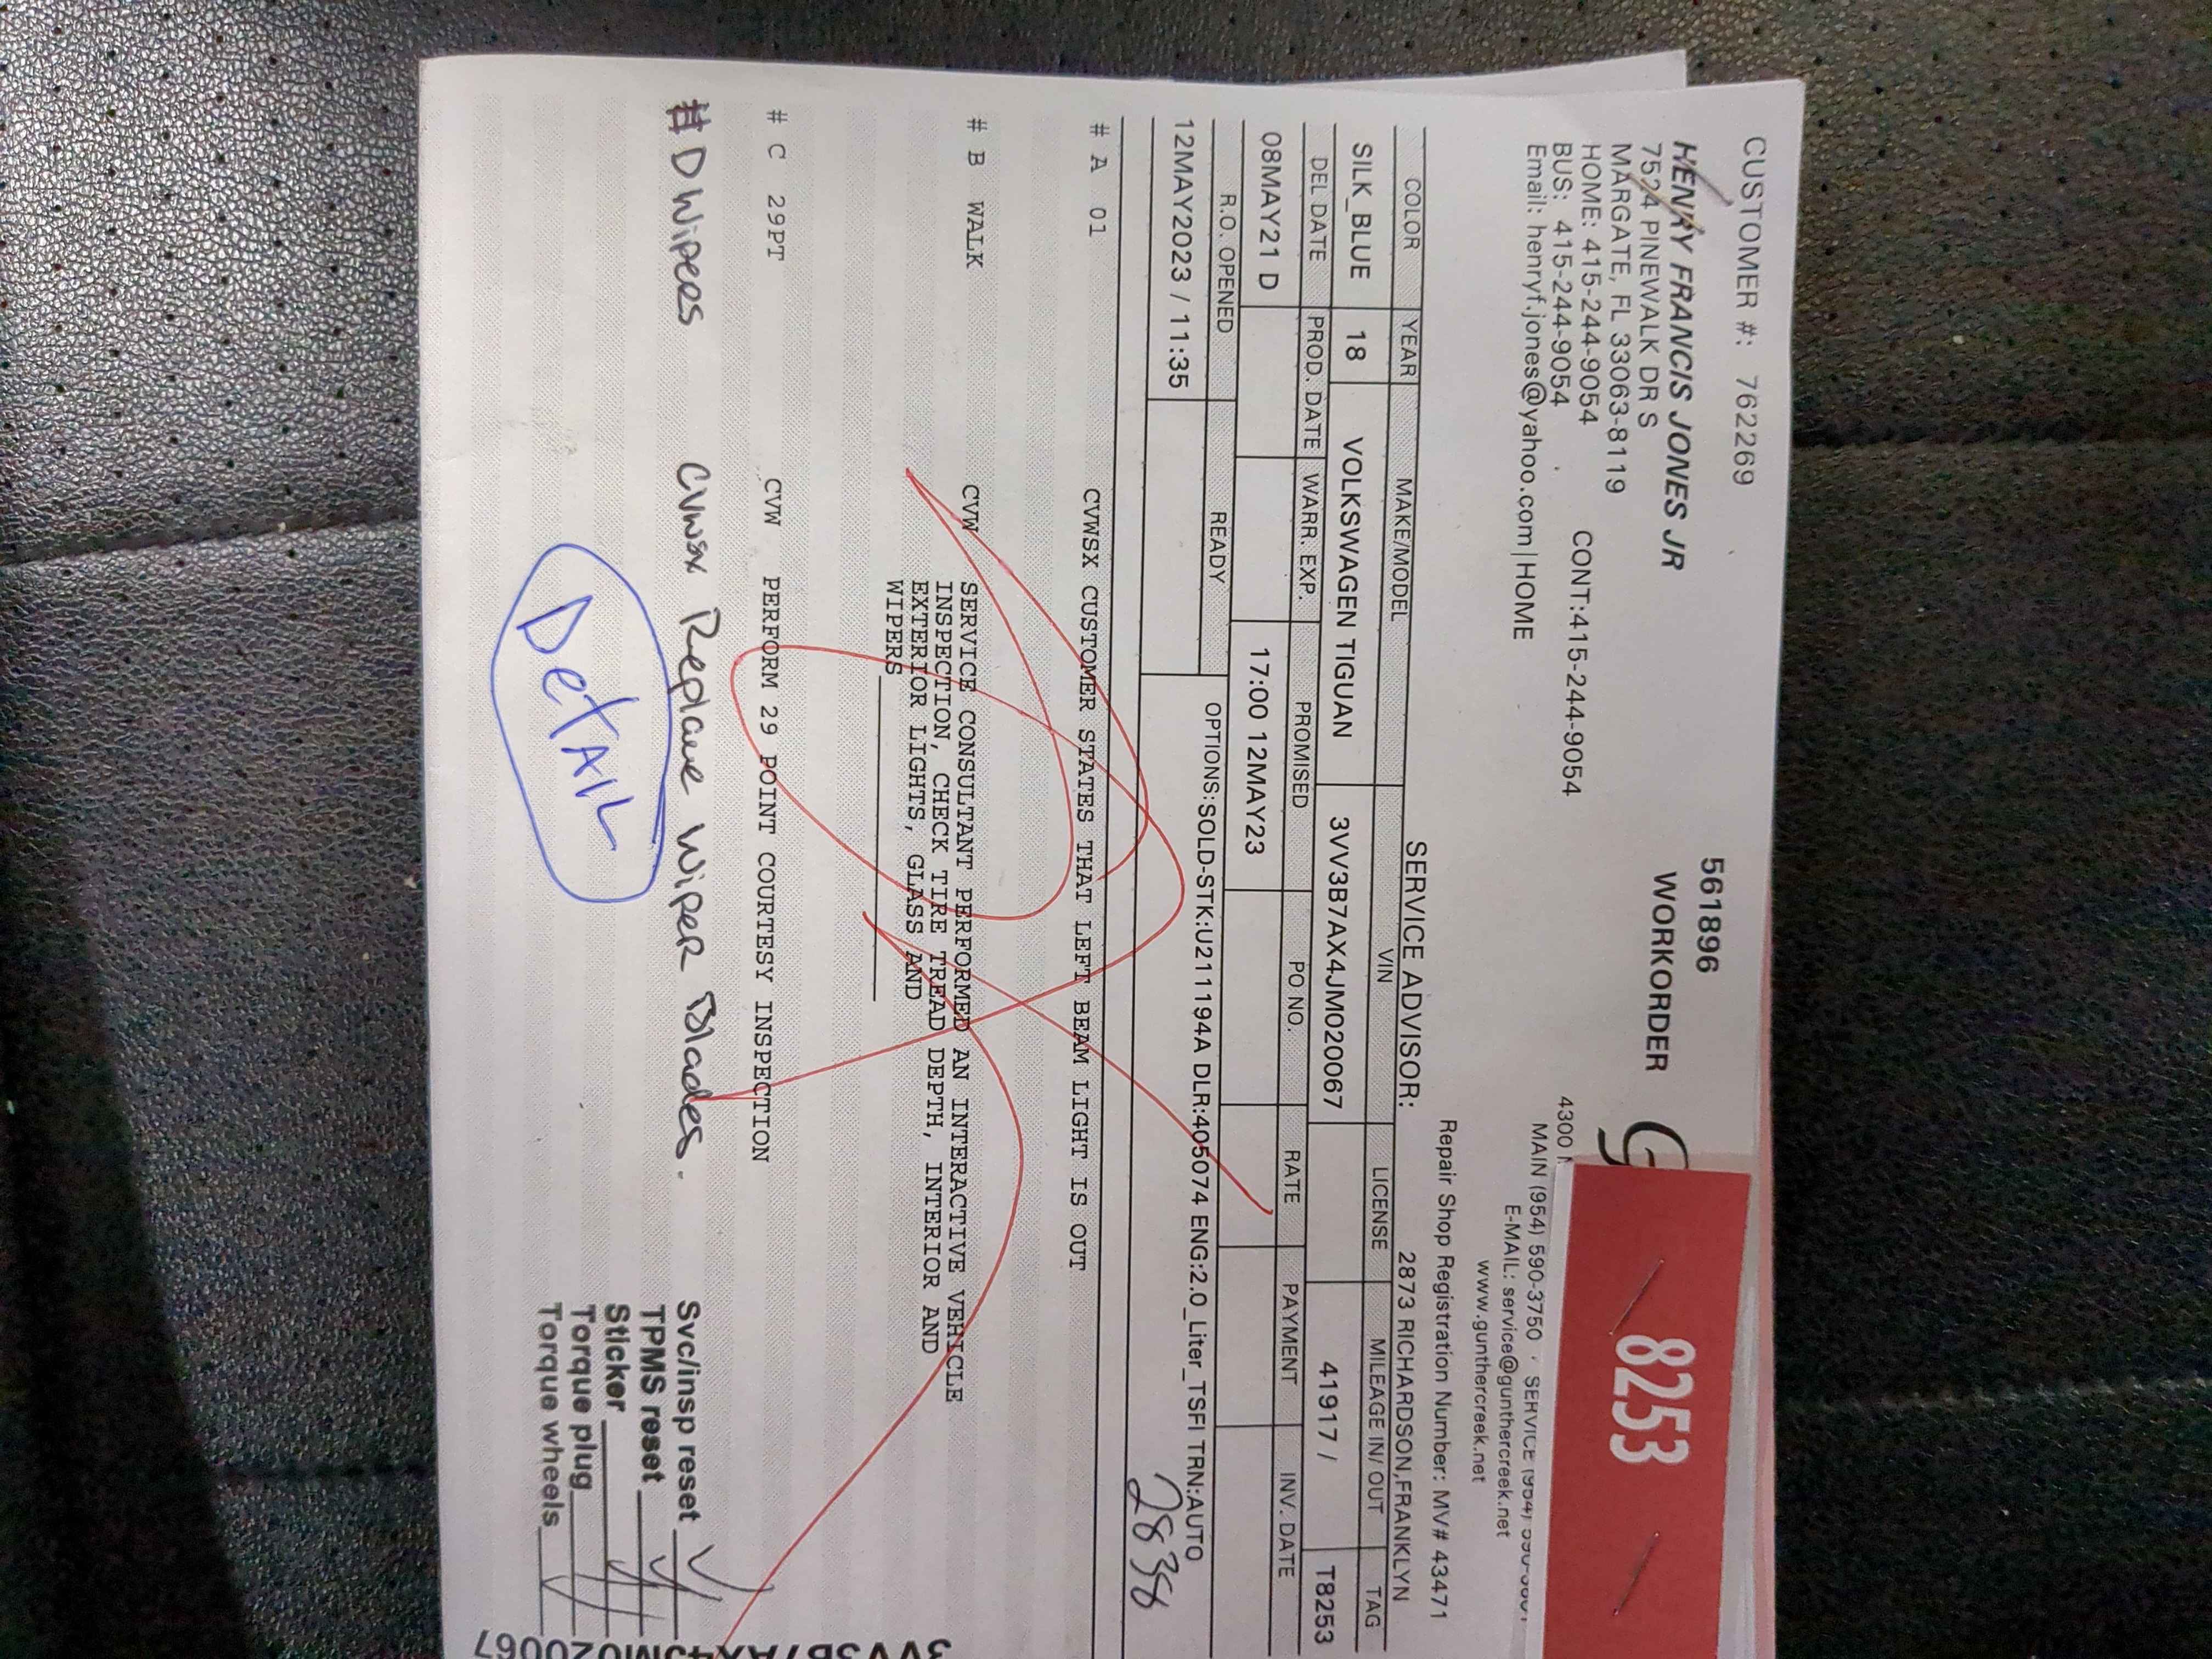 CUSTOMER #: 7622269
561896
WORKORDER
HENRY FRANCIS JONES JR
7524 PINEWALK DR S
MARGATE, FL 33063-8119
HOME: 415-244-9054 CONT:415-244-9054
BUS: 415-244-9054
Email: henryf.jones@yahoo.com|HOME
8253
4300
MAIN (954) 590-3750 SERVICE
E-MAIL: service@gunthercreek.net
www.gunthercreek.net
Repair Shop Registration Number: MV# 43471
SERVICE ADVISOR: 2873 RICHARDSON,FRANKLYN
COLOR YEAR MAKE/MODEL VIN LICENSE MILEAGE IN/ OUT TAG
SILK_BLUE 18 VOLKSWAGEN TIGUAN 3VV3B7AX4JM020067 41917 / T8253
DEL DATE PROD. DATE WARR. EXP. PROMISED PO NO. RATE PAYMENT INV. DATE
08MAY21 D 17:00 12MAY23
R.O. OPENED READY OPTIONS:SOLD-STK:U211194A DLR:405074 ENG:2.0_Liter_TSFI TRN:AUTO
12MAY2023 / 11:35
28358
# A 01 CVWSX CUSTOMER STATES THAT LEFT BEAM LIGHT IS OUT
# B WALK CVW SERVICE CONSULTANT PERFORMED AN INTERACTIVE VEHICLE
INSPECTION, CHECK TIRE TREAD DEPTH, INTERIOR AND
EXTERIOR LIGHTS, GLASS AND
WIPERS
# C 29PT CVW PERFORM 29 POINT COURTESY INSPECTION
# D Wipees CVWSX Replace Wiper Blades.
DetAIL
Svc/insp reset
TPMS reset
Sticker
Torque plug
Torque wheels